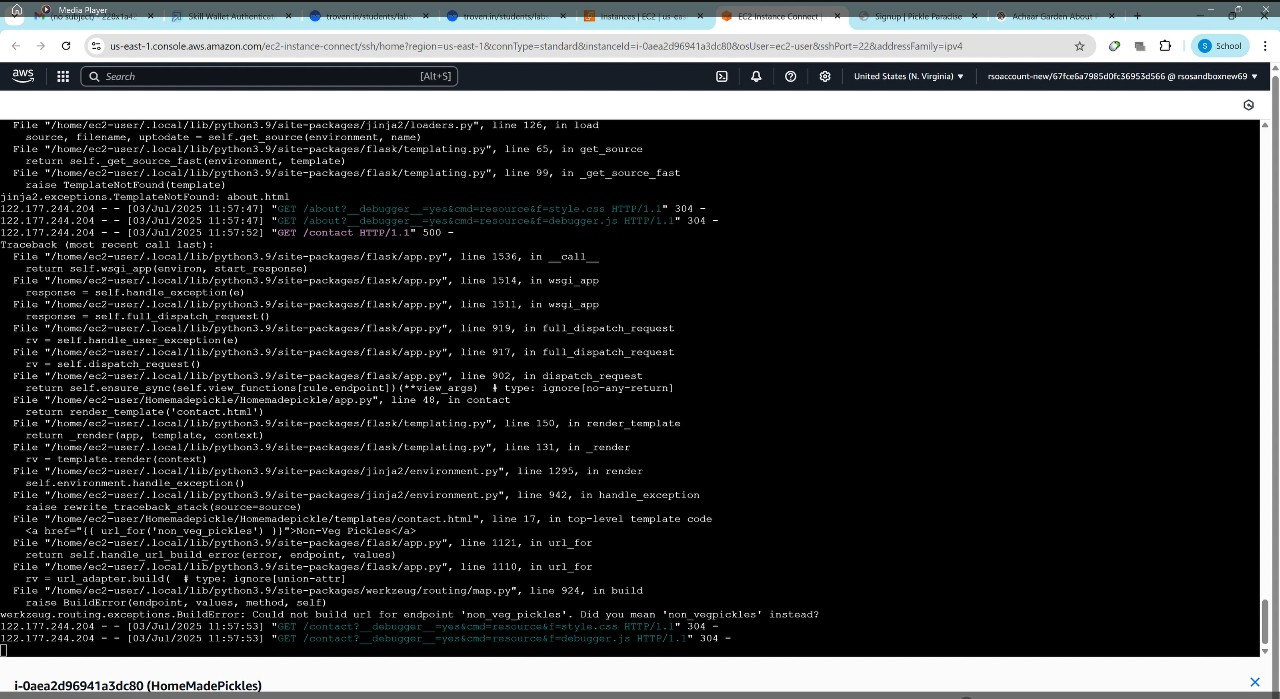 Media Player
(no subject) - 228x1a4
Skill Wallet Authenticat
troven.in/students/labs
troven.in/students/labs
Instances | EC2 | us-eas
EC2 Instance Connect |
Signup | Pickle Paradise
Achaar Garden About
us-east-1.console.aws.amazon.com/ec2-instance-connect/ssh/home?region=us-east-1&connType=standard&instanceId=i-0aea2d96941a3dc80&osUser=ec2-user&sshPort=22&addressFamily=ipv4
S School
aws Search [Alt+S] United States (N. Virginia) rsoaccount-new/67fce6a7985d0fc36953d566 @ rsosandboxnew69
File "/home/ec2-user/.local/lib/python3.9/site-packages/jinja2/loaders.py", line 126, in load
source, filename, uptodate = self.get_source(environment, name)
File "/home/ec2-user/.local/lib/python3.9/site-packages/flask/templating.py", line 65, in get_source
return self._get_source_fast(environment, template)
File "/home/ec2-user/.local/lib/python3.9/site-packages/flask/templating.py", line 99, in _get_source_fast
raise TemplateNotFound(template)
jinja2.exceptions.TemplateNotFound: about.html
122.177.244.204 - - [03/Jul/2025 11:57:47] "GET /about?__debugger__=yes&cmd=resource&f=style.css HTTP/1.1" 304 -
122.177.244.204 - - [03/Jul/2025 11:57:47] "GET /about?__debugger__=yes&cmd=resource&f=debugger.js HTTP/1.1" 304 -
122.177.244.204 - - [03/Jul/2025 11:57:52] "GET /contact HTTP/1.1" 500 -
Traceback (most recent call last):
File "/home/ec2-user/.local/lib/python3.9/site-packages/flask/app.py", line 1536, in __call__
return self.wsgi_app(environ, start_response)
File "/home/ec2-user/.local/lib/python3.9/site-packages/flask/app.py", line 1514, in wsgi_app
response = self.handle_exception(e)
File "/home/ec2-user/.local/lib/python3.9/site-packages/flask/app.py", line 1511, in wsgi_app
response = self.full_dispatch_request()
File "/home/ec2-user/.local/lib/python3.9/site-packages/flask/app.py", line 919, in full_dispatch_request
rv = self.handle_user_exception(e)
File "/home/ec2-user/.local/lib/python3.9/site-packages/flask/app.py", line 917, in full_dispatch_request
rv = self.dispatch_request()
File "/home/ec2-user/.local/lib/python3.9/site-packages/flask/app.py", line 902, in dispatch_request
return self.ensure_sync(self.view_functions[rule.endpoint])(**view_args)  # type: ignore[no-any-return]
File "/home/ec2-user/Homemadepickle/Homemadepickle/app.py", line 48, in contact
return render_template('contact.html')
File "/home/ec2-user/.local/lib/python3.9/site-packages/flask/templating.py", line 150, in render_template
return _render(app, template, context)
File "/home/ec2-user/.local/lib/python3.9/site-packages/flask/templating.py", line 131, in _render
rv = template.render(context)
File "/home/ec2-user/.local/lib/python3.9/site-packages/jinja2/environment.py", line 1295, in render
self.environment.handle_exception()
File "/home/ec2-user/.local/lib/python3.9/site-packages/jinja2/environment.py", line 942, in handle_exception
raise rewrite_traceback_stack(source=source)
File "/home/ec2-user/Homemadepickle/Homemadepickle/templates/contact.html", line 17, in top-level template code
<a href="{{ url_for('non_veg_pickles') }}">Non-Veg Pickles</a>
File "/home/ec2-user/.local/lib/python3.9/site-packages/flask/app.py", line 1121, in url_for
return self.handle_url_build_error(error, endpoint, values)
File "/home/ec2-user/.local/lib/python3.9/site-packages/flask/app.py", line 1110, in url_for
rv = url_adapter.build(  # type: ignore[union-attr]
File "/home/ec2-user/.local/lib/python3.9/site-packages/werkzeug/routing/map.py", line 924, in build
raise BuildError(endpoint, values, method, self)
werkzeug.routing.exceptions.BuildError: Could not build url for endpoint 'non_veg_pickles'. Did you mean 'non_vegpickles' instead?
122.177.244.204 - - [03/Jul/2025 11:57:53] "GET /contact?__debugger__=yes&cmd=resource&f=style.css HTTP/1.1" 304 -
122.177.244.204 - - [03/Jul/2025 11:57:53] "GET /contact?__debugger__=yes&cmd=resource&f=debugger.js HTTP/1.1" 304 -
i-0aea2d96941a3dc80 (HomeMadePickles)